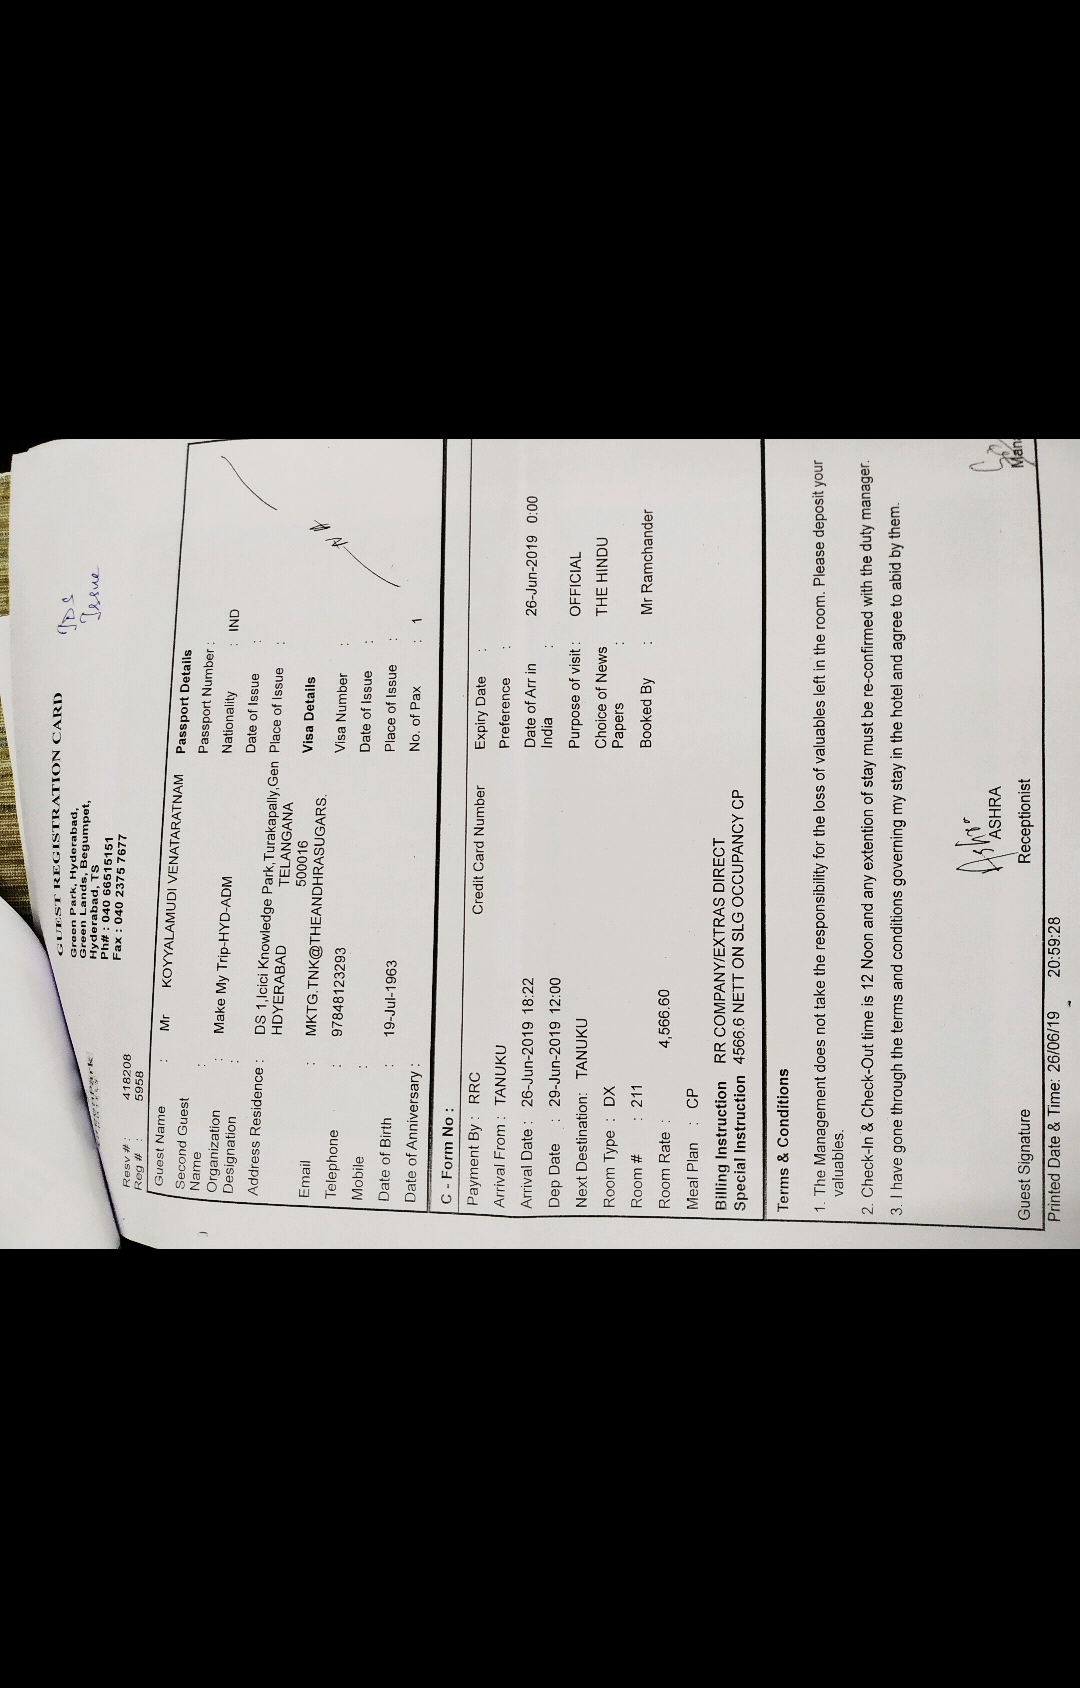 GUEST REGISTRATION CARD
Green Park, Hyderabad,
Green Lands, Begumpet,
Hyderabad, TS
Ph# : 040 66515151
Fax : 040 2375 7677
Issue
Resv # : 418208
Reg # : 5958
Guest Name : Mr KOYYALAMUDI VENATARATNAM
Second Guest
Name :
Organization : Make My Trip-HYD-ADM
Designation :
Address Residence : DS 1,Icici Knowledge Park,Turakapally,Gen
HDYERABAD TELANGANA
500016
Email : MKTG.TNK@THEANDHRASUGARS.
Telephone : 97848123293
Mobile :
Date of Birth : 19-Jul-1963
Date of Anniversary :
Passport Details
Passport Number :
Nationality : IND
Date of Issue :
Place of Issue :
Visa Details
Visa Number :
Date of Issue :
Place of Issue :
No. of Pax : 1
C - Form No :
Payment By : RRC Credit Card Number Expiry Date :
Arrival From : TANUKU Preference :
Arrival Date : 26-Jun-2019 18:22 Date of Arr in
India : 26-Jun-2019 0:00
Dep Date : 29-Jun-2019 12:00
Next Destination: TANUKU Purpose of visit : OFFICIAL
Room Type : DX Choice of News
Papers : THE HINDU
Room # : 211 Booked By : Mr Ramchander
Room Rate : 4,566.60
Meal Plan : CP
Billing Instruction RR COMPANY/EXTRAS DIRECT
Special Instruction 4566.6 NETT ON SLG OCCUPANCY CP
Terms & Conditions
1. The Management does not take the responsibility for the loss of valuables left in the room. Please deposit your
valuables.
2. Check-In & Check-Out time is 12 Noon and any extention of stay must be re-confirmed with the duty manager.
3. I have gone through the terms and conditions governing my stay in the hotel and agree to abid by them.
ASHRA
Guest Signature Receptionist Mana
Printed Date & Time: 26/06/19 20:59:28